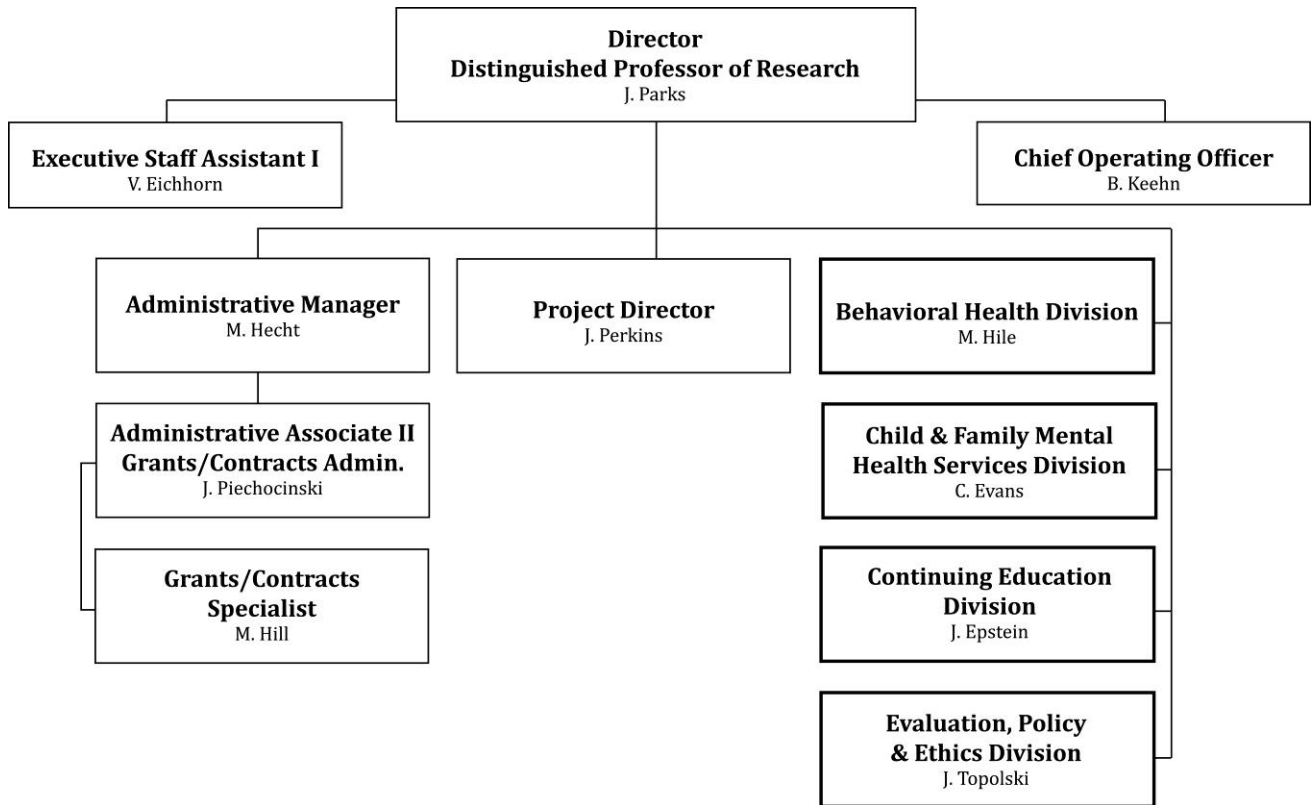 Director
Distinguished Professor of Research
J. Parks
Executive Staff Assistant I
V. Eichhorn
Chief Operating Officer
B. Keehn
Administrative Manager
M. Hecht
Project Director
J. Perkins
Behavioral Health Division
M. Hile
Administrative Associate II
Grants/Contracts Admin.
J. Piechocinski
Child & Family Mental
Health Services Division
C. Evans
Grants/Contracts
Specialist
M. Hill
Continuing Education
Division
J. Epstein
Evaluation, Policy
& Ethics Division
J. Topolski